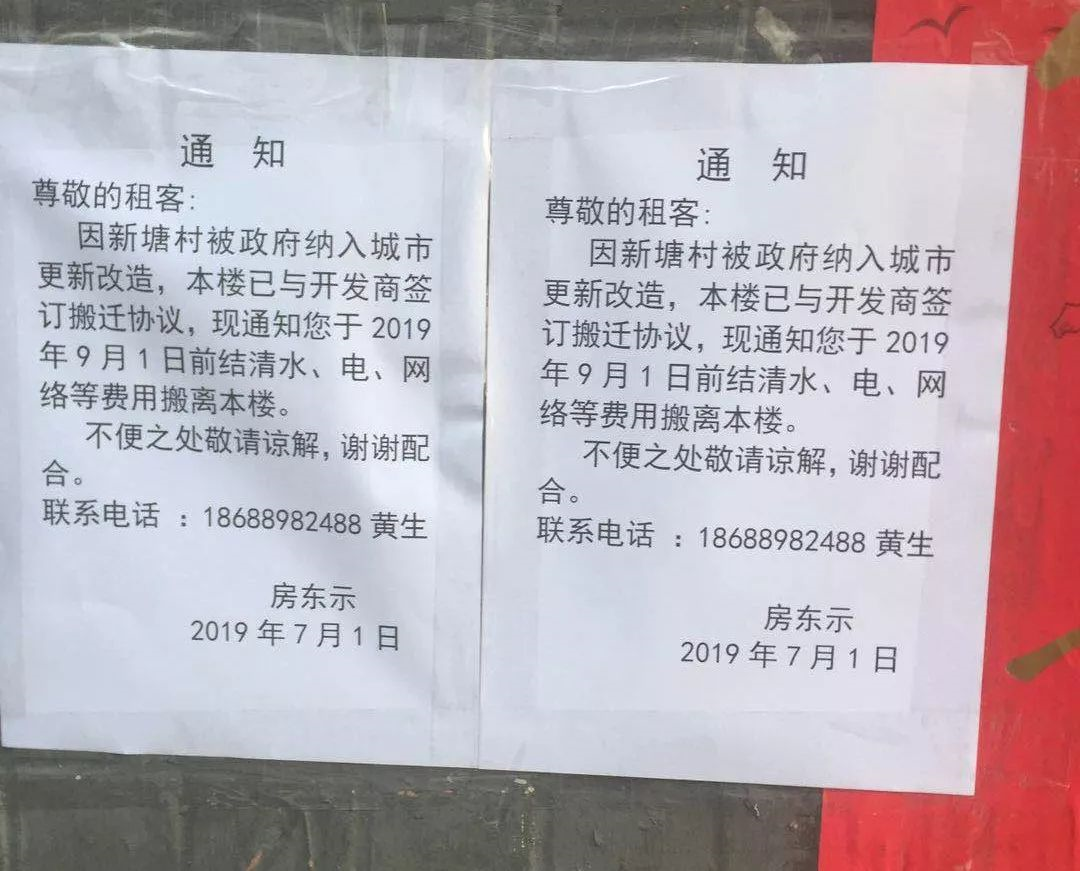 通 知
尊敬的租客：
因新塘村被政府纳入城市
更新改造，本楼已与开发商签
订搬迁协议，现通知您于 2019
年 9 月 1 日前结清水、电、网
络等费用搬离本楼。
不便之处敬请谅解，谢谢配
合。
联系电话 ：18688982488 黄生
房东示
2019 年 7 月 1 日
通 知
尊敬的租客：
因新塘村被政府纳入城市
更新改造，本楼已与开发商签
订搬迁协议，现通知您于 2019
年 9 月 1 日前结清水、电、网
络等费用搬离本楼。
不便之处敬请谅解，谢谢配
合。
联系电话 ：18688982488 黄生
房东示
2019 年 7 月 1 日